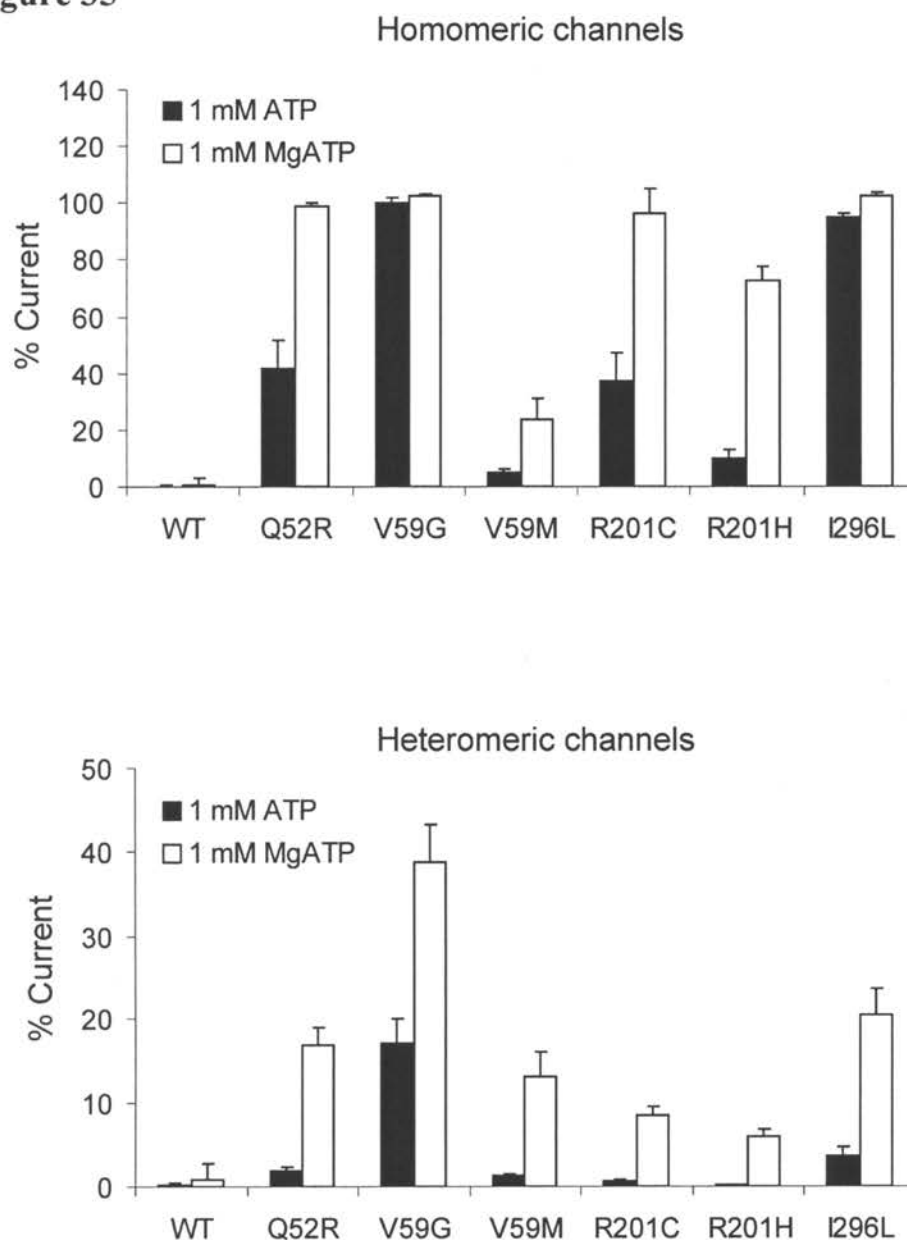 Homomeric channels
140
120
100
80
60
40
20
0
% Current
1 mM ATP
1 mM MgATP
WT Q52R V59G V59M R201C R201H I296L
Heteromeric channels
50
40
30
20
10
0
% Current
1 mM ATP
1 mM MgATP
WT Q52R V59G V59M R201C R201H I296L